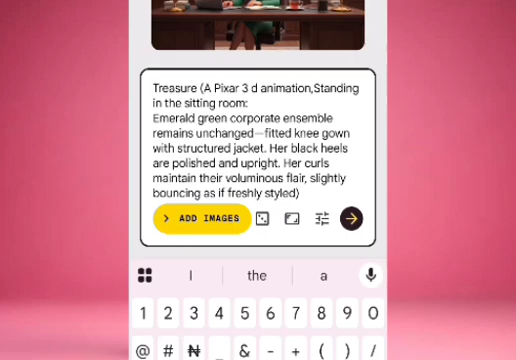 Treasure (A Pixar 3 d animation,Standing
in the sitting room:
Emerald green corporate ensemble
remains unchanged—fitted knee gown
with structured jacket. Her black heels
are polished and upright. Her curls
maintain their voluminous flair, slightly
bouncing as if freshly styled)
ADD IMAGES
I the a
1 2 3 4 5 6 7 8 9 0
@ # ₦ _ & - + ( ) /